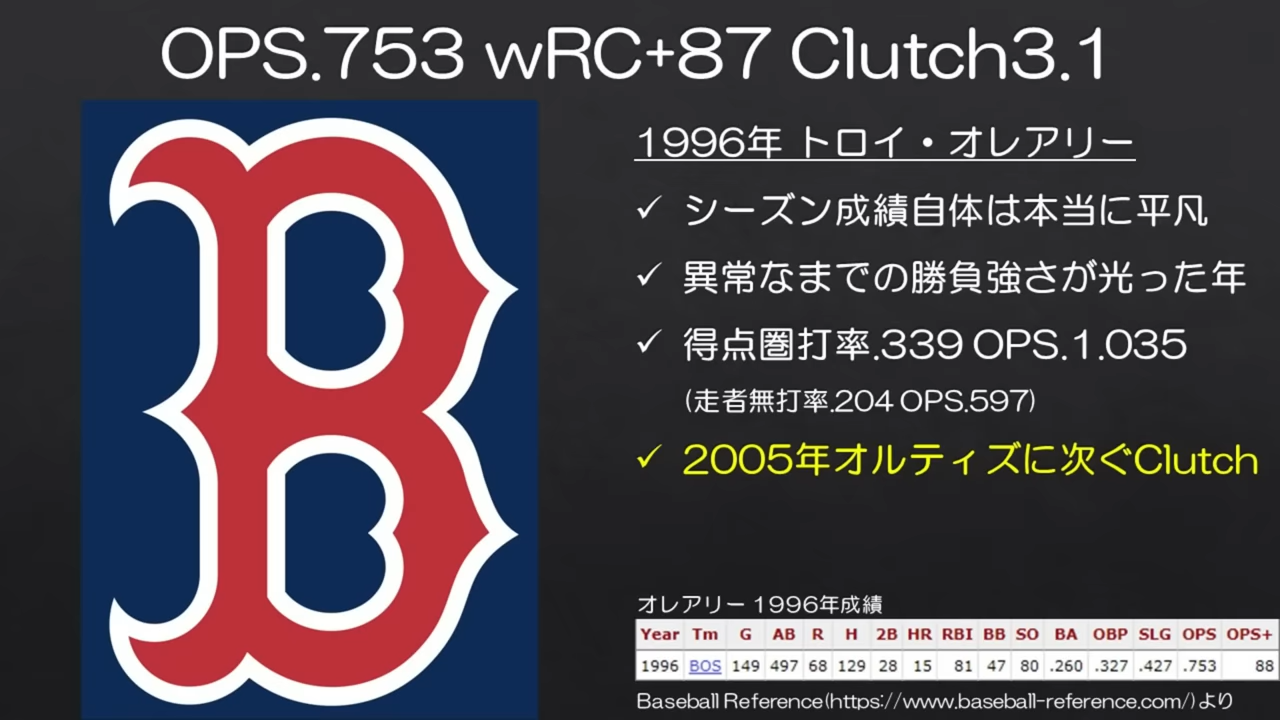 OPS.753 wRC+87 Clutch3.1
1996年 トロイ・オレアリー
✓ シーズン成績自体は本当に平凡
✓ 異常なまでの勝負強さが光った年
✓ 得点圏打率.339 OPS.1.035
(走者無打率.204 OPS.597)
✓ 2005年オルティズに次ぐClutch
オレアリー 1996年成績
Year Tm G AB R H 2B HR RBI BB SO BA OBP SLG OPS OPS+
1996 BOS 149 497 68 129 28 15 81 47 80 .260 .327 .427 .753 88
Baseball Reference(https://www.baseball-reference.com/)より
B